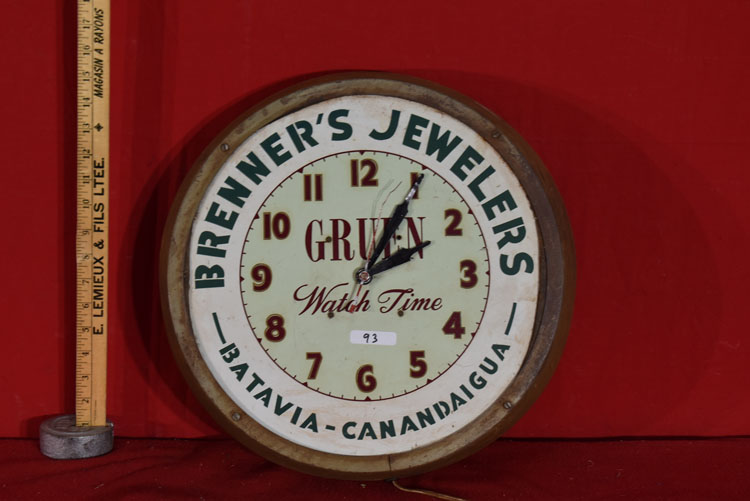 BRENNER'S JEWELERS
12
1
2
3
4
5
6
7
8
9
10
11
GRUEN
Watch Time
93
BATAVIA - CANANDAIGUA
E. LEMIEUX & FILS LTEE.
MAGASIN A RAYONS